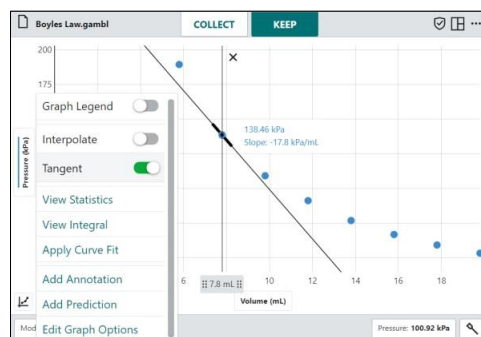 Boyles Law.gambl
COLLECT
KEEP
200
175
Pressure (kPa)
138.46 kPa
Slope: -17.8 kPa/mL
Graph Legend
Interpolate
Tangent
View Statistics
View Integral
Apply Curve Fit
Add Annotation
Add Prediction
Edit Graph Options
6
7.8 mL
10
12
14
16
18
Volume (mL)
Mod
Pressure: 100.92 kPa